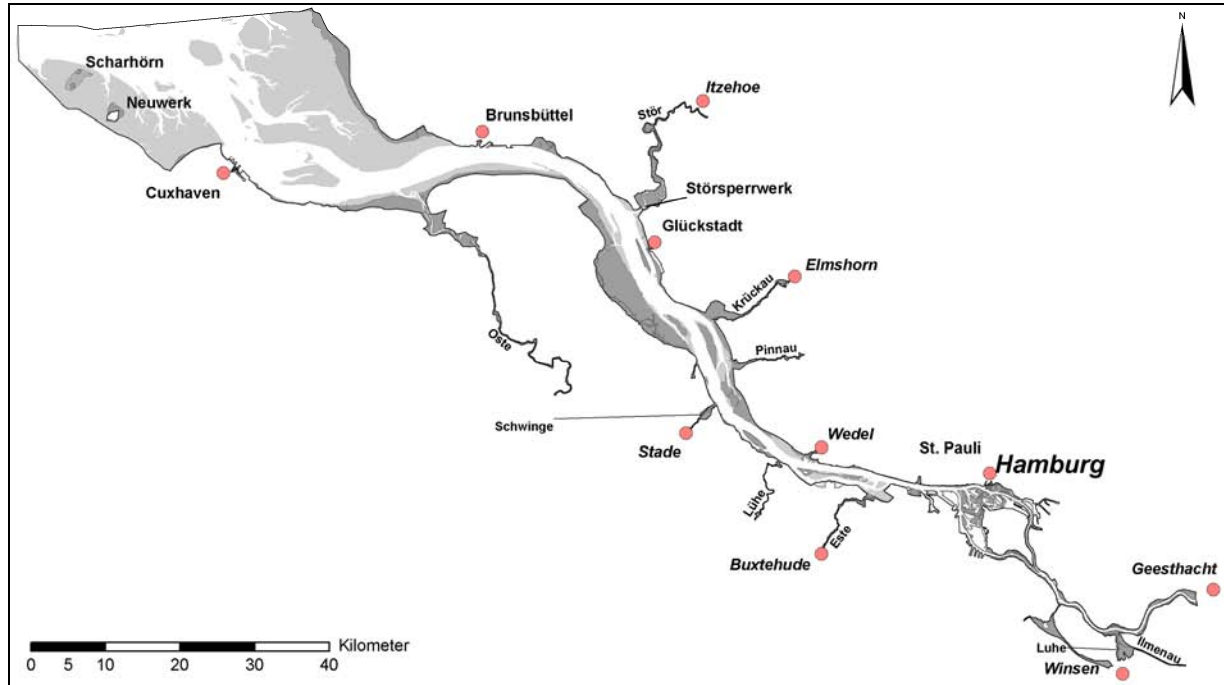 N
Scharhörn
Neuwerk
Cuxhaven
Brunsbüttel
Itzehoe
Stör
Störsperrwerk
Glückstadt
Elmshorn
Krückau
Pinnau
Oste
Schwinge
Stade
Wedel
Lühe
Este
Buxtehude
St. Pauli
Hamburg
Geesthacht
Ilmenau
Luhe
Winsen
Kilometer
0 5 10 20 30 40